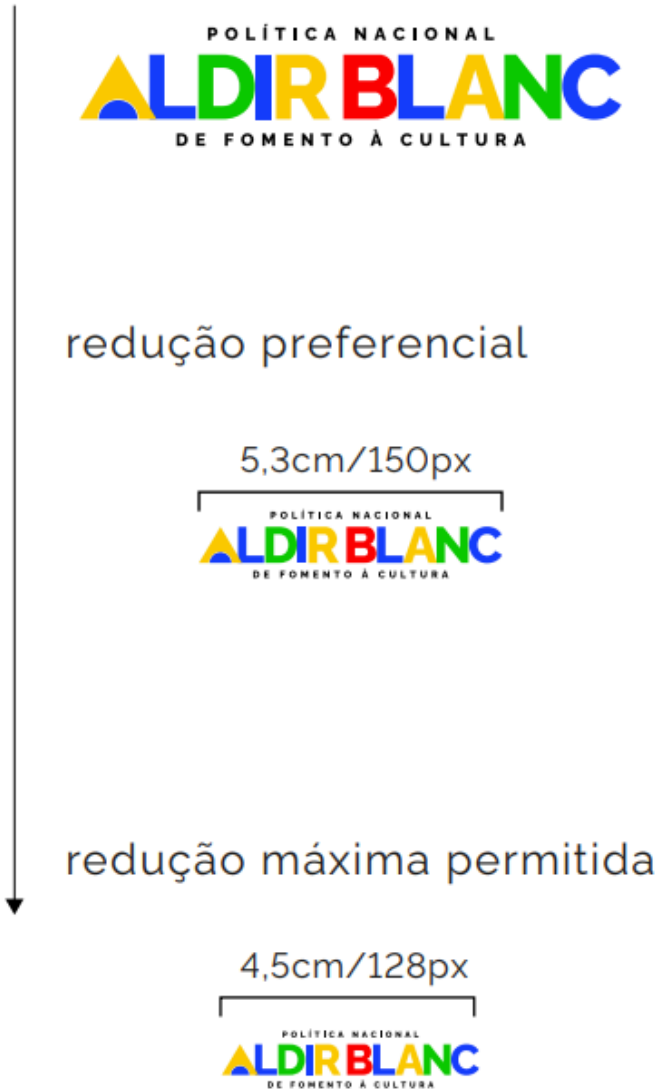 POLÍTICA NACIONAL
ALDIR BLANC
DE FOMENTO À CULTURA
redução preferencial
5,3cm/150px
POLÍTICA NACIONAL
ALDIR BLANC
DE FOMENTO À CULTURA
redução máxima permitida
4,5cm/128px
POLÍTICA NACIONAL
ALDIR BLANC
DE FOMENTO À CULTURA